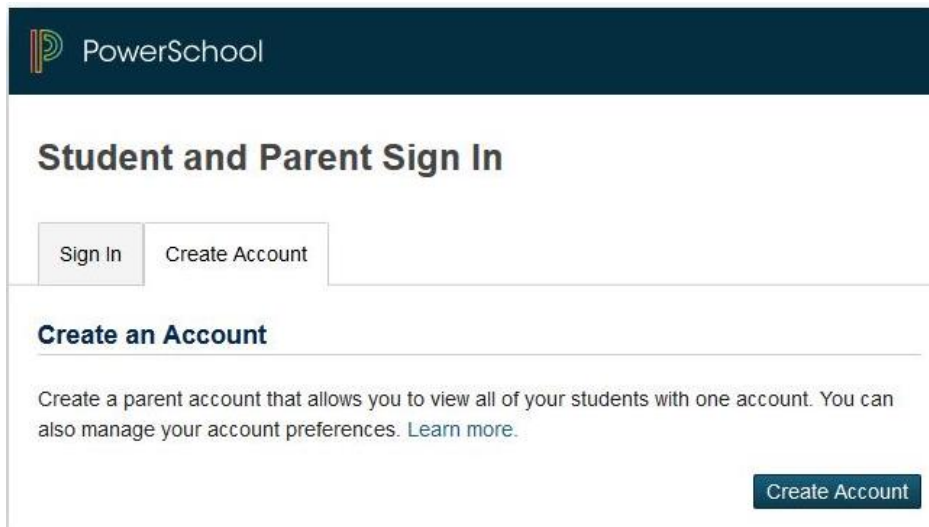 PowerSchool
Student and Parent Sign In
Sign In
Create Account
Create an Account
Create a parent account that allows you to view all of your students with one account. You can
also manage your account preferences. Learn more.
Create Account